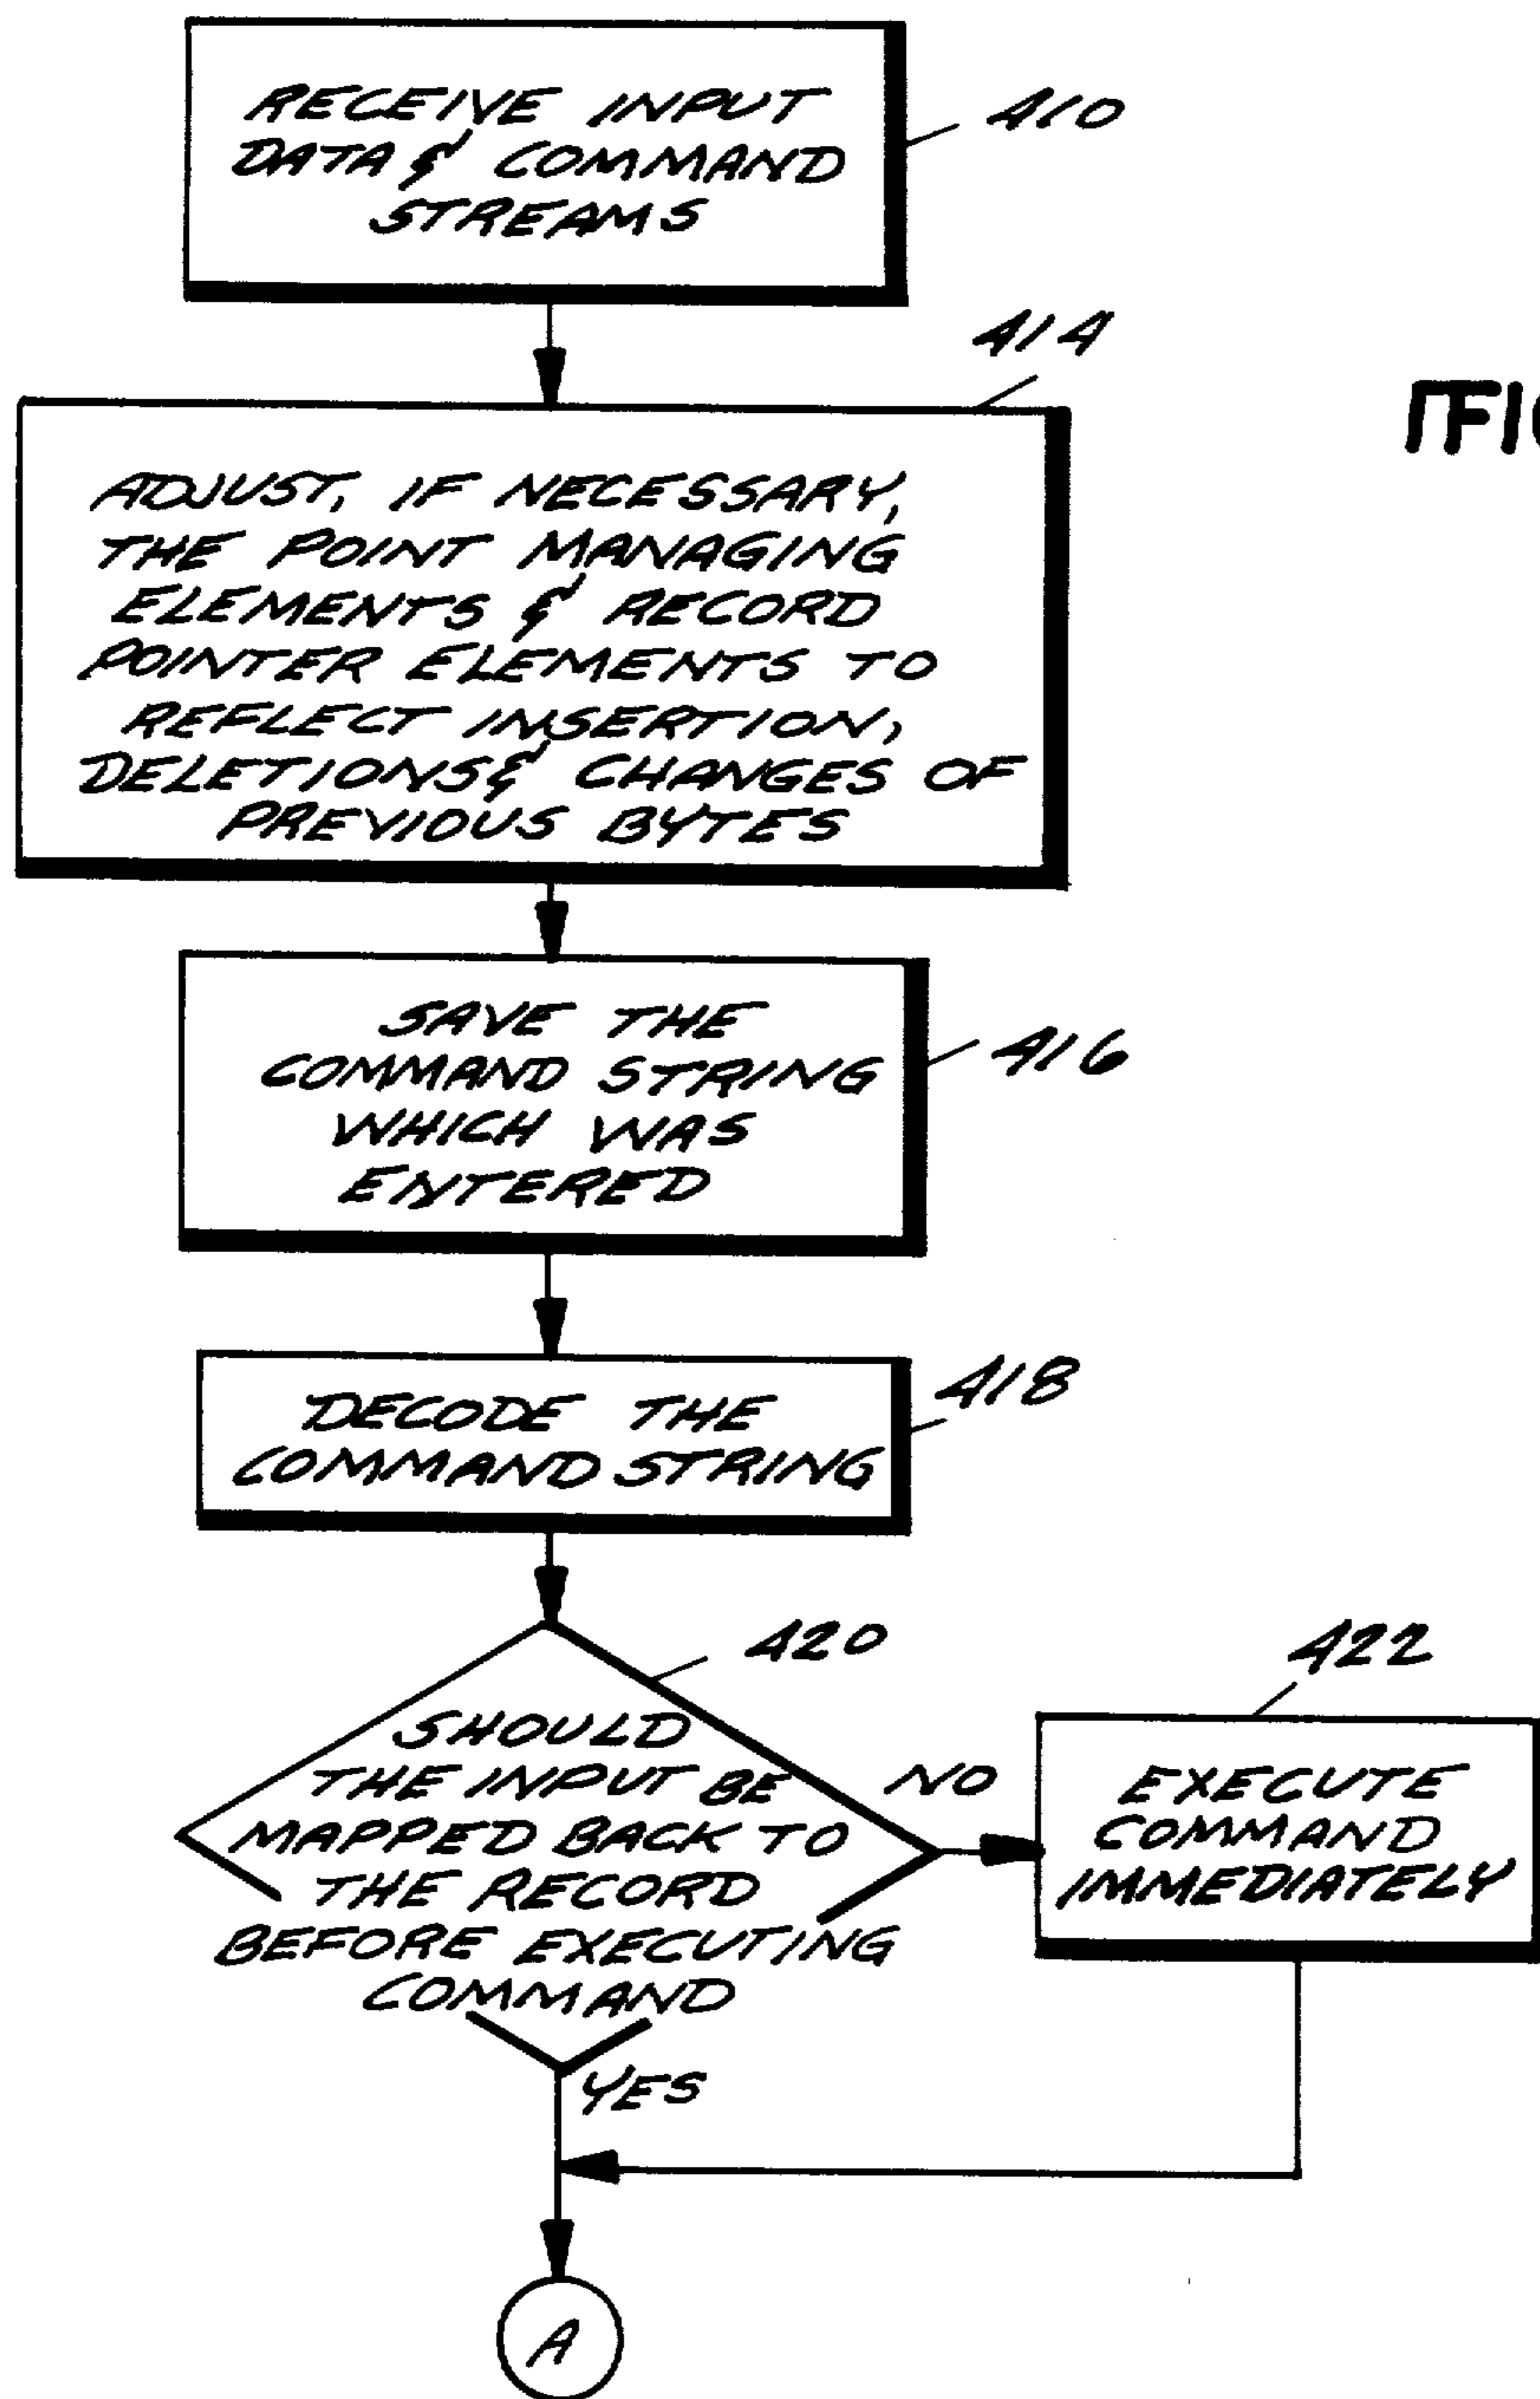 RECEIVE INPUT
DATA & COMMAND
STREAMS
410
414
ADJUST, IF NECESSARY,
THE POINT MANAGING
ELEMENTS & RECORD
POINTER ELEMENTS TO
REFLECT INSERTION,
DELETIONS & CHANGES OF
PREVIOUS BYTES
SAVE THE
COMMAND STRING
WHICH WAS
ENTERED
416
DECODE THE
COMMAND STRING
418
420
SHOULD
THE INPUT BE
MAPPED BACK TO
THE RECORD
BEFORE EXECUTING
COMMAND
NO
422
EXECUTE
COMMAND
IMMEDIATELY
YES
A